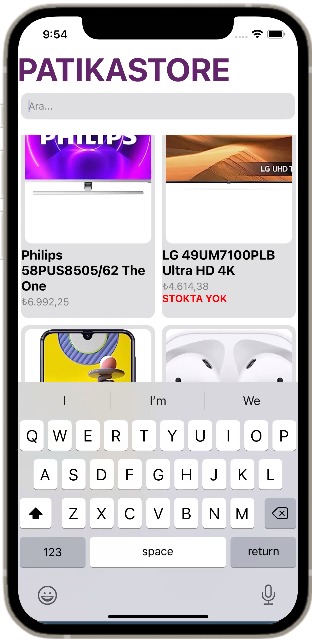 9:54
PATIKASTORE
Ara...
PHILIPS
LG UHD T
Philips
58PUS8505/62 The
One
₺6.992,25
LG 49UM7100PLB
Ultra HD 4K
₺4.614,38
STOKTA YOK
I
I'm
We
Q W E R T Y U I O P
A S D F G H J K L
Z X C V B N M
123
space
return